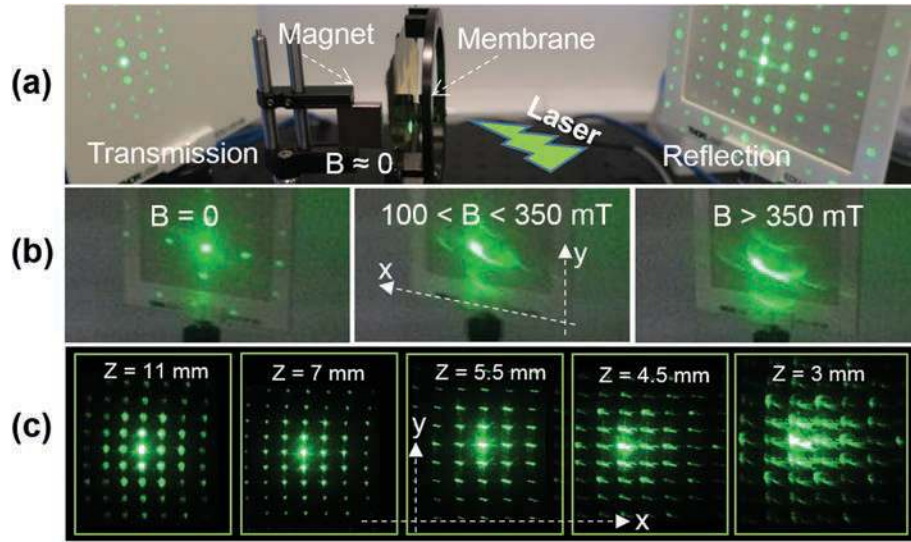 (a)
Magnet
Membrane
Laser
Transmission
B ≈ 0
Reflection
(b)
B = 0
100 < B < 350 mT
B > 350 mT
x
y
(c)
Z = 11 mm
Z = 7 mm
Z = 5.5 mm
Z = 4.5 mm
Z = 3 mm
y
x